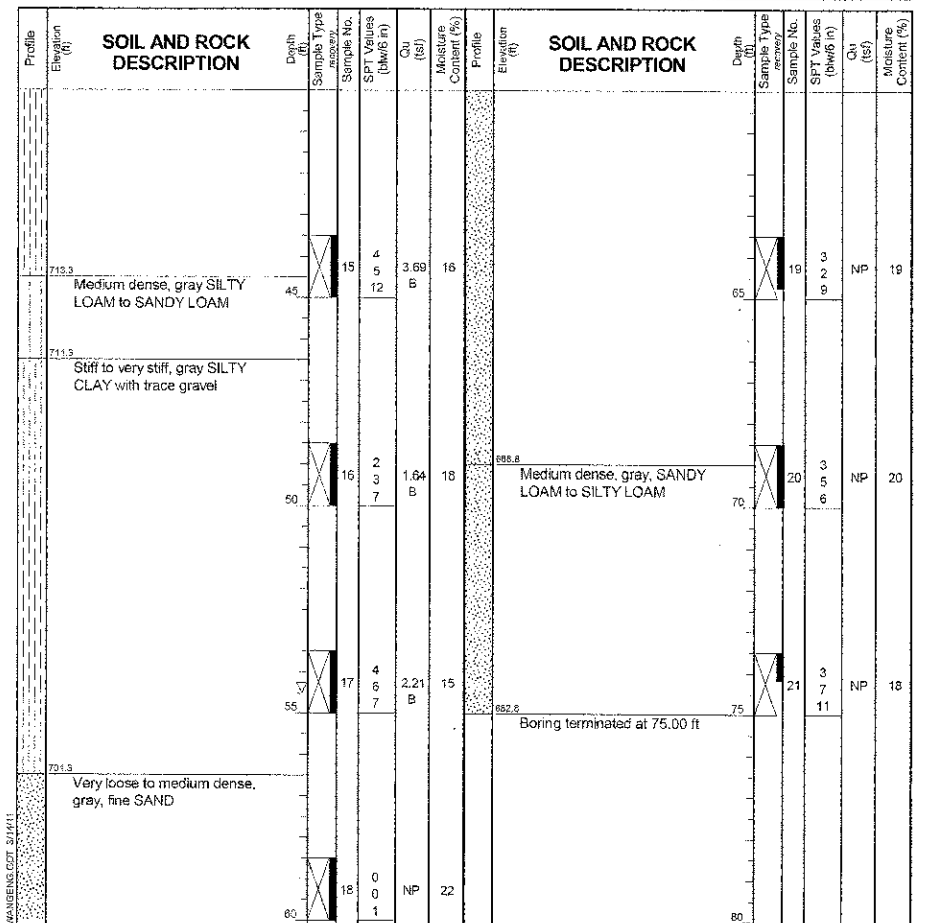 Profile
Elevation (ft)
SOIL AND ROCK
DESCRIPTION
Depth (ft)
Sample Type
recovery
Sample No.
SPT Values (blw/6 in)
Qu (tsf)
Moisture Content (%)
Profile
Elevation (ft)
SOIL AND ROCK
DESCRIPTION
Depth (ft)
Sample Type
recovery
Sample No.
SPT Values (blw/6 in)
Qu (tsf)
Moisture Content (%)
713.3
Medium dense, gray SILTY
LOAM to SANDY LOAM
45
15
4
5
12
3.69
B
16
711.3
Stiff to very stiff, gray SILTY
CLAY with trace gravel
50
16
2
3
7
1.64
B
18
55
17
4
6
7
2.21
B
15
701.3
Very loose to medium dense,
gray, fine SAND
60
18
0
0
1
NP
22
65
19
3
2
9
NP
19
688.8
Medium dense, gray, SANDY
LOAM to SILTY LOAM
70
20
3
5
6
NP
20
75
21
3
7
11
NP
18
682.8
Boring terminated at 75.00 ft
80
WANGENG.GDT 3/14/11